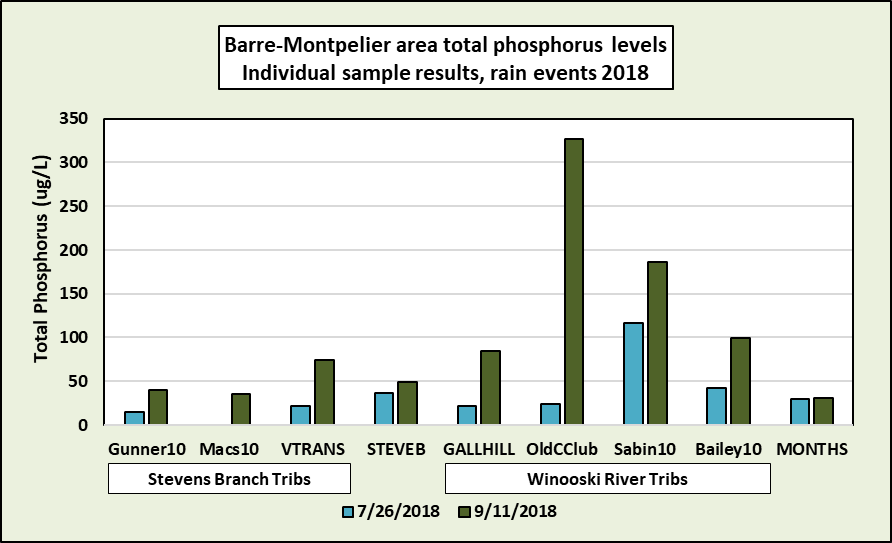 Barre-Montpelier area total phosphorus levels
Individual sample results, rain events 2018
Total Phosphorus (ug/L)
350
300
250
200
150
100
50
0
Gunner10 Macs10 VTRANS STEVEB GALLHILL OldCClub Sabin10 Bailey10 MONTHS
Stevens Branch Tribs Winooski River Tribs
7/26/2018 9/11/2018